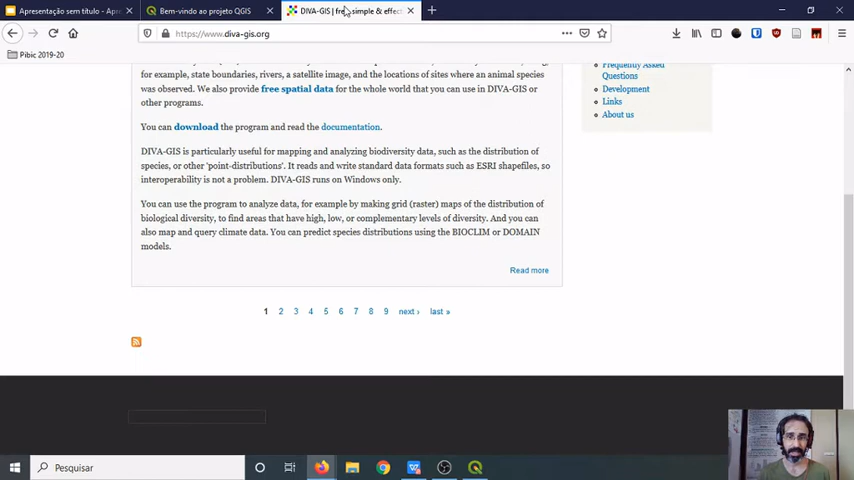 Apresentação sem título - Apres
Bem-vindo ao projeto QGIS
DIVA-GIS | free, simple & effect
https://www.diva-gis.org
Pibic 2019-20
for example, state boundaries, rivers, a satellite image, and the locations of sites where an animal species
was observed. We also provide free spatial data for the whole world that you can use in DIVA-GIS or
other programs.
You can download the program and read the documentation.
DIVA-GIS is particularly useful for mapping and analyzing biodiversity data, such as the distribution of
species, or other 'point-distributions'. It reads and write standard data formats such as ESRI shapefiles, so
interoperability is not a problem. DIVA-GIS runs on Windows only.
You can use the program to analyze data, for example by making grid (raster) maps of the distribution of
biological diversity, to find areas that have high, low, or complementary levels of diversity. And you can
also map and query climate data. You can predict species distributions using the BIOCLIM or DOMAIN
models.
Read more
Frequently Asked
Questions
Development
Links
About us
1 2 3 4 5 6 7 8 9 next › last »
Pesquisar